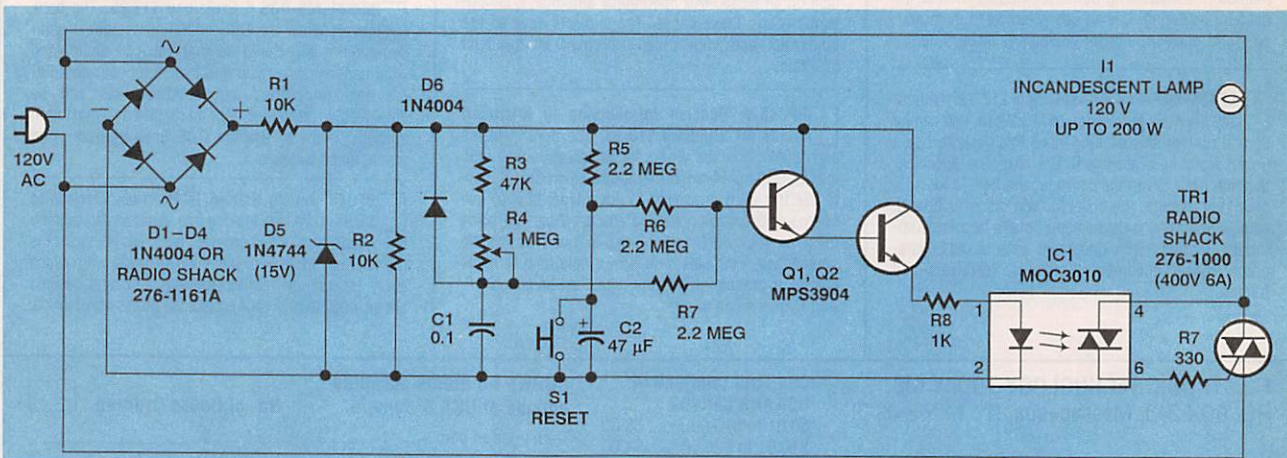 120V
AC
~
−
+
~
D1–D4
1N4004 OR
RADIO SHACK
276-1161A
R1
10K
D5
1N4744
(15V)
R2
10K
D6
1N4004
R3
47K
R4
1 MEG
C1
0.1
S1
RESET
R5
2.2 MEG
R6
2.2 MEG
R7
2.2 MEG
+
C2
47 µF
Q1, Q2
MPS3904
R8
1K
IC1
MOC3010
1
2
4
6
R7
330
I1
INCANDESCENT LAMP
120 V
UP TO 200 W
TR1
RADIO
SHACK
276-1000
(400V 6A)